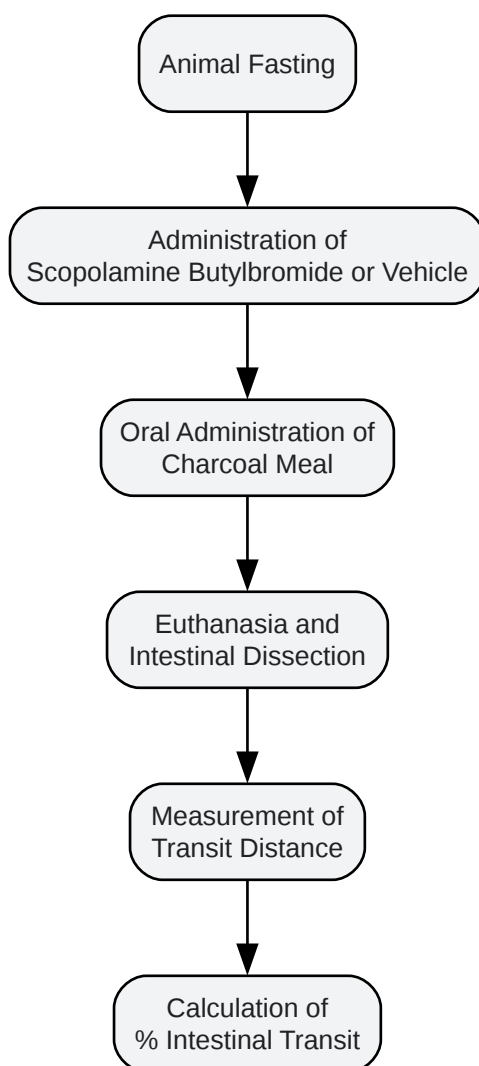 Animal Fasting
Administration of
Scopolamine Butylbromide or Vehicle
Oral Administration of
Charcoal Meal
Euthanasia and
Intestinal Dissection
Measurement of
Transit Distance
Calculation of
% Intestinal Transit